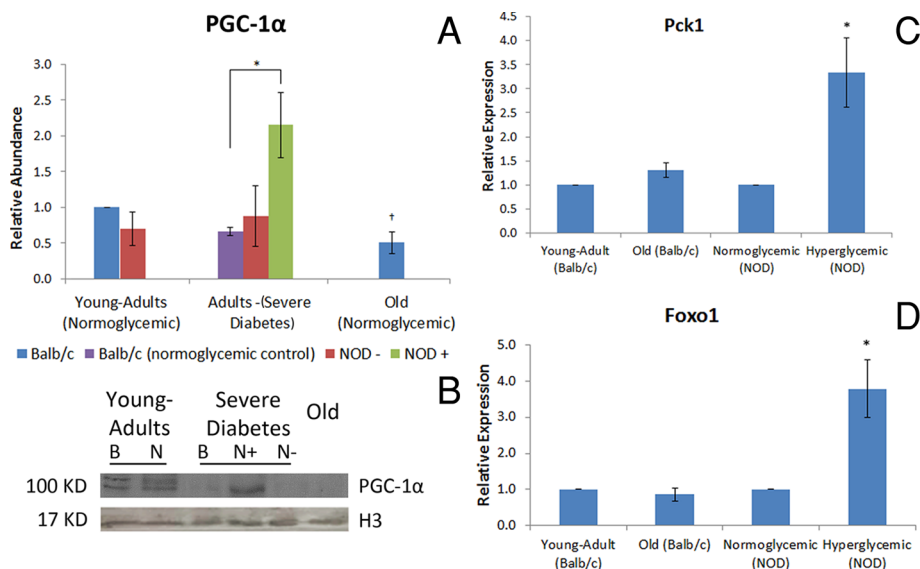 PGC-1α
A
Relative Abundance
3.0
2.5
2.0
1.5
1.0
0.5
0.0
*
†
Young-Adults
(Normoglycemic)
Adults -(Severe
Diabetes)
Old
(Normoglycemic)
Balb/c
Balb/c (normoglycemic control)
NOD -
NOD +
B
Young-
Adults
Severe
Diabetes
Old
B N B N+ N-
100 KD PGC-1α
17 KD H3
Pck1
C
Relative Expression
4.5
4.0
3.5
3.0
2.5
2.0
1.5
1.0
0.5
0.0
*
Young-Adult
(Balb/c)
Old (Balb/c)
Normoglycemic
(NOD)
Hyperglycemic
(NOD)
Foxo1
D
Relative Expression
5.0
4.0
3.0
2.0
1.0
0.0
*
Young-Adult
(Balb/c)
Old (Balb/c)
Normoglycemic
(NOD)
Hyperglycemic
(NOD)